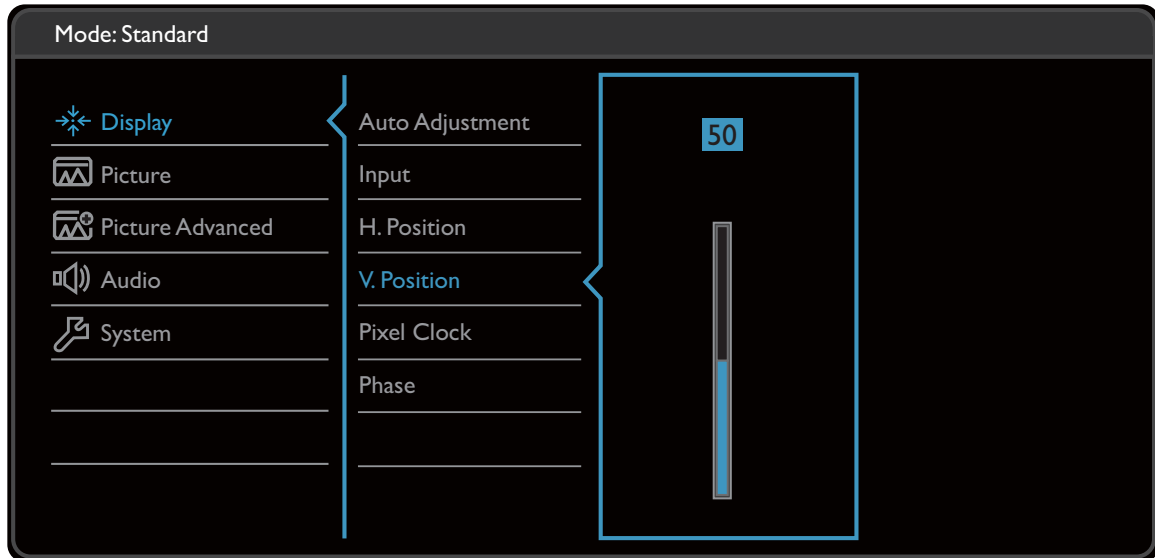 Mode: Standard
Display
Picture
Picture Advanced
Audio
System
Auto Adjustment
Input
H. Position
V. Position
Pixel Clock
Phase
50